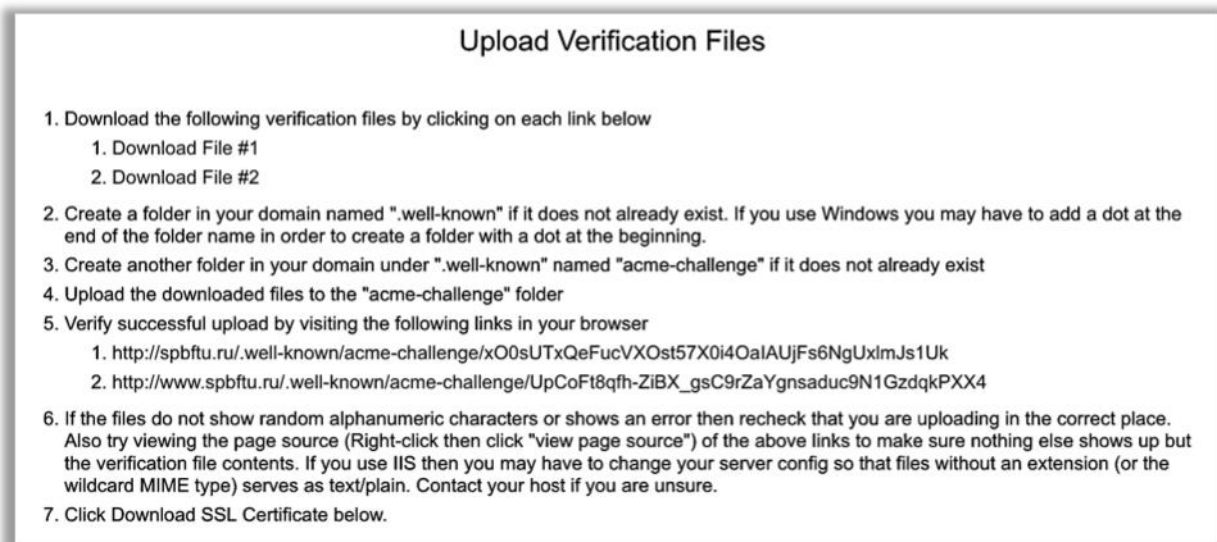 Upload Verification Files
1. Download the following verification files by clicking on each link below
1. Download File #1
2. Download File #2
2. Create a folder in your domain named ".well-known" if it does not already exist. If you use Windows you may have to add a dot at the
end of the folder name in order to create a folder with a dot at the beginning.
3. Create another folder in your domain under ".well-known" named "acme-challenge" if it does not already exist
4. Upload the downloaded files to the "acme-challenge" folder
5. Verify successful upload by visiting the following links in your browser
1. http://spbftu.ru/.well-known/acme-challenge/xO0sUTxQeFucVXOst57X0i4OalAUjFs6NgUxlmJs1Uk
2. http://www.spbftu.ru/.well-known/acme-challenge/UpCoFt8qfh-ZiBX_gsC9rZaYgnsaduc9N1GzdqkPXX4
6. If the files do not show random alphanumeric characters or shows an error then recheck that you are uploading in the correct place.
Also try viewing the page source (Right-click then click "view page source") of the above links to make sure nothing else shows up but
the verification file contents. If you use IIS then you may have to change your server config so that files without an extension (or the
wildcard MIME type) serves as text/plain. Contact your host if you are unsure.
7. Click Download SSL Certificate below.